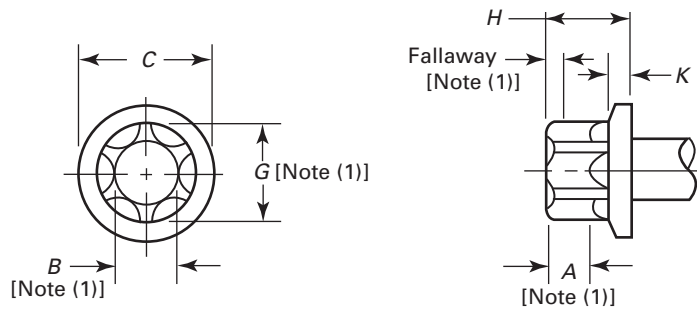 C
G [Note (1)]
B
[Note (1)]
H
Fallaway
[Note (1)]
K
A
[Note (1)]